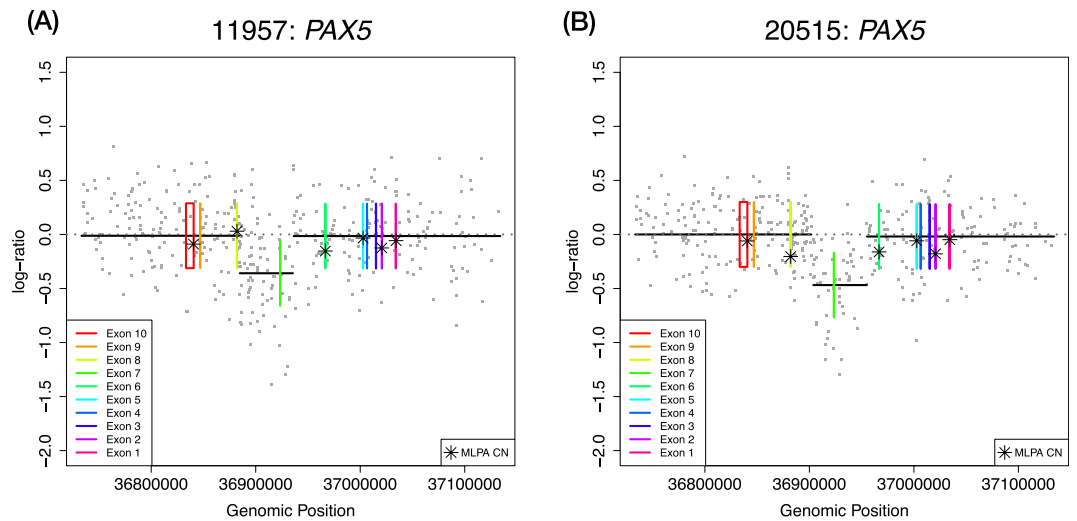 (A)
11957: PAX5
log−ratio
1.5
1.0
0.5
0.0
−0.5
−1.0
−1.5
−2.0
Exon 10
Exon 9
Exon 8
Exon 7
Exon 6
Exon 5
Exon 4
Exon 3
Exon 2
Exon 1
MLPA CN
36800000
36900000
37000000
37100000
Genomic Position
(B)
20515: PAX5
log−ratio
1.5
1.0
0.5
0.0
−0.5
−1.0
−1.5
−2.0
Exon 10
Exon 9
Exon 8
Exon 7
Exon 6
Exon 5
Exon 4
Exon 3
Exon 2
Exon 1
MLPA CN
36800000
36900000
37000000
37100000
Genomic Position